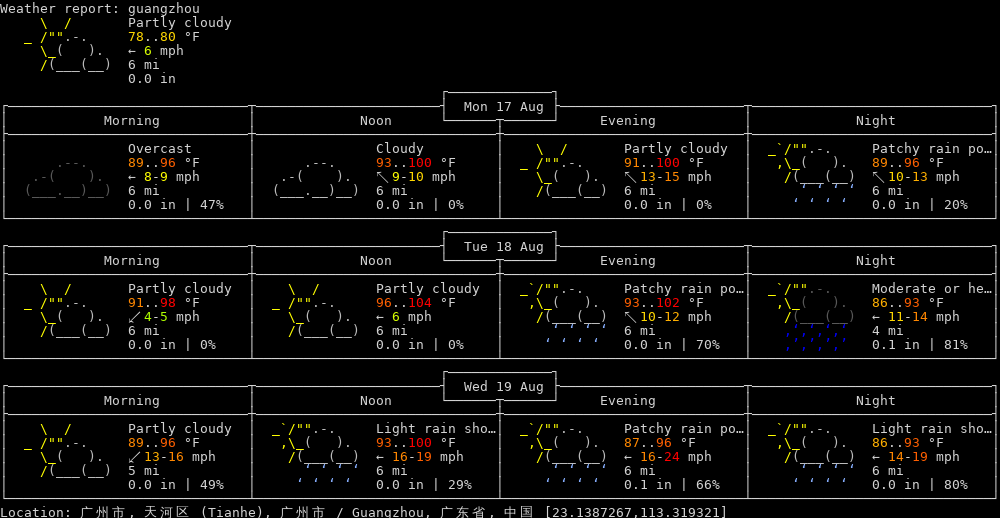 Weather report: guangzhou
Partly cloudy
78..80 °F
← 6 mph
6 mi
0.0 in
Mon 17 Aug
Morning Noon Evening Night
Overcast Cloudy Partly cloudy Patchy rain po…
89..96 °F 93..100 °F 91..100 °F 89..96 °F
← 8-9 mph ↖ 9-10 mph ↖ 13-15 mph ↖ 10-13 mph
6 mi 6 mi 6 mi 6 mi
0.0 in | 47% 0.0 in | 0% 0.0 in | 0% 0.0 in | 20%
Tue 18 Aug
Morning Noon Evening Night
Partly cloudy Partly cloudy Patchy rain po… Moderate or he…
91..98 °F 96..104 °F 93..102 °F 86..93 °F
↙ 4-5 mph ← 6 mph ↖ 10-12 mph ← 11-14 mph
6 mi 6 mi 6 mi 4 mi
0.0 in | 0% 0.0 in | 0% 0.0 in | 70% 0.1 in | 81%
Wed 19 Aug
Morning Noon Evening Night
Partly cloudy Light rain sho… Patchy rain po… Light rain sho…
89..96 °F 93..100 °F 87..96 °F 86..93 °F
↙ 13-16 mph ← 16-19 mph ← 16-24 mph ← 14-19 mph
5 mi 6 mi 6 mi 6 mi
0.0 in | 49% 0.0 in | 29% 0.1 in | 66% 0.0 in | 80%
Location: 广州市, 天河区 (Tianhe), 广州市 / Guangzhou, 广东省, 中国 [23.1387267,113.319321]